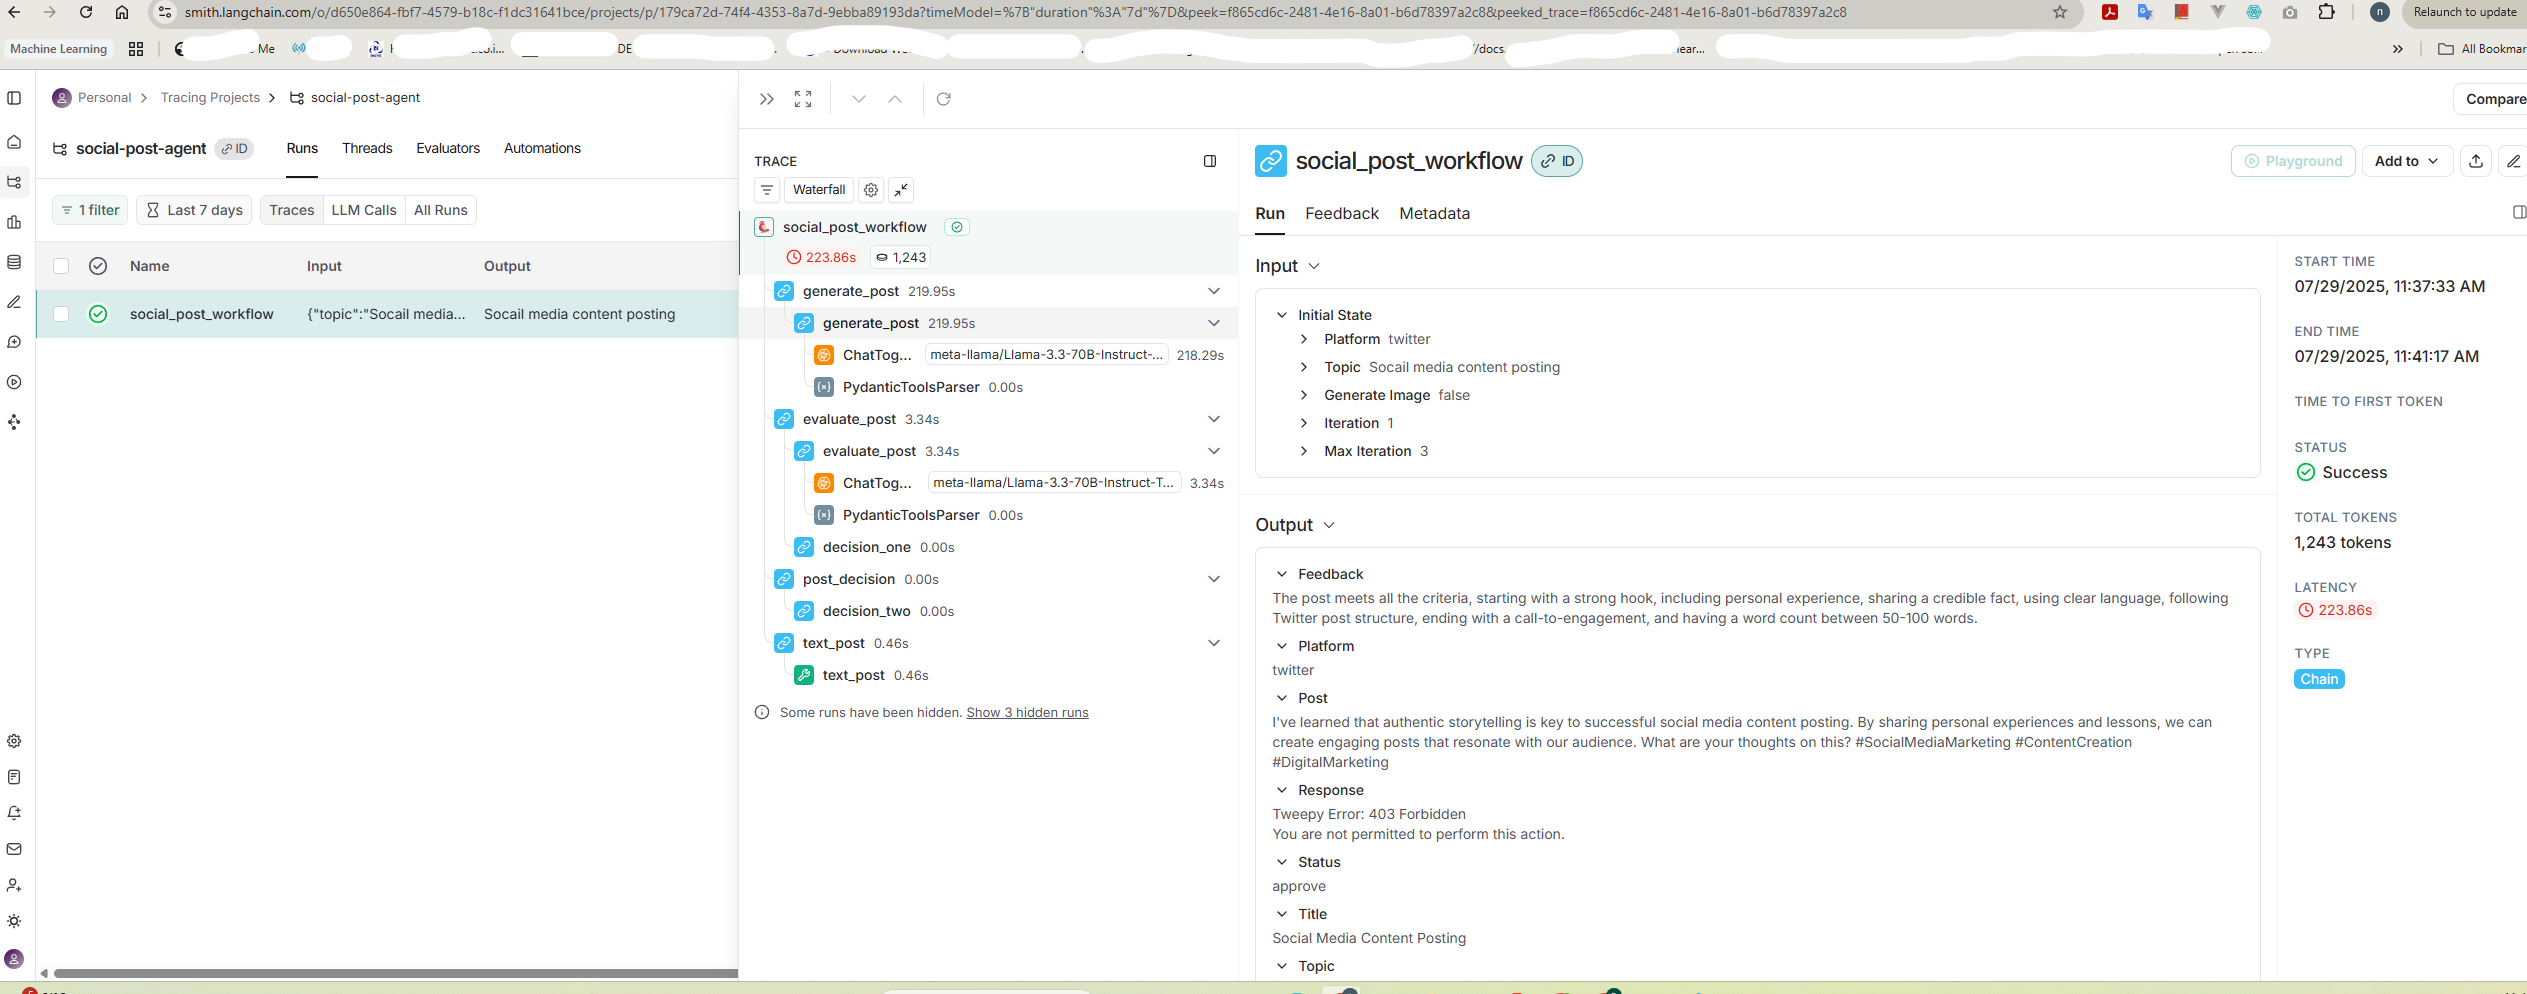 smith.langchain.com/o/d650e864-fbf7-4579-b18c-f1dc31641bce/projects/p/179ca72d-74f4-4353-8a7d-9ebba89193da?timeModel=%7B"duration"%3A"7d"%7D&peek=f865cd6c-2481-4e16-8a01-b6d78397a2c8&peeked_trace=f865cd6c-2481-4e16-8a01-b6d78397a2c8
n
Relaunch to update
Machine Learning
Me
DE
All Bookmar
Personal
Tracing Projects
social-post-agent
Compare
social-post-agent
ID
Runs
Threads
Evaluators
Automations
1 filter
Last 7 days
Traces
LLM Calls
All Runs
Name Input Output
social_post_workflow {"topic":"Socail media... Socail media content posting
TRACE
Waterfall
social_post_workflow
223.86s 1,243
generate_post 219.95s
generate_post 219.95s
ChatTog... meta-llama/Llama-3.3-70B-Instruct-... 218.29s
PydanticToolsParser 0.00s
evaluate_post 3.34s
evaluate_post 3.34s
ChatTog... meta-llama/Llama-3.3-70B-Instruct-T... 3.34s
PydanticToolsParser 0.00s
decision_one 0.00s
post_decision 0.00s
decision_two 0.00s
text_post 0.46s
text_post 0.46s
Some runs have been hidden. Show 3 hidden runs
social_post_workflow
ID
Playground
Add to
Run
Feedback
Metadata
Input
Initial State
Platform twitter
Topic Socail media content posting
Generate Image false
Iteration 1
Max Iteration 3
Output
Feedback
The post meets all the criteria, starting with a strong hook, including personal experience, sharing a credible fact, using clear language, following
Twitter post structure, ending with a call-to-engagement, and having a word count between 50-100 words.
Platform
twitter
Post
I've learned that authentic storytelling is key to successful social media content posting. By sharing personal experiences and lessons, we can
create engaging posts that resonate with our audience. What are your thoughts on this? #SocialMediaMarketing #ContentCreation
#DigitalMarketing
Response
Tweepy Error: 403 Forbidden
You are not permitted to perform this action.
Status
approve
Title
Social Media Content Posting
Topic
START TIME
07/29/2025, 11:37:33 AM
END TIME
07/29/2025, 11:41:17 AM
TIME TO FIRST TOKEN
STATUS
Success
TOTAL TOKENS
1,243 tokens
LATENCY
223.86s
TYPE
Chain